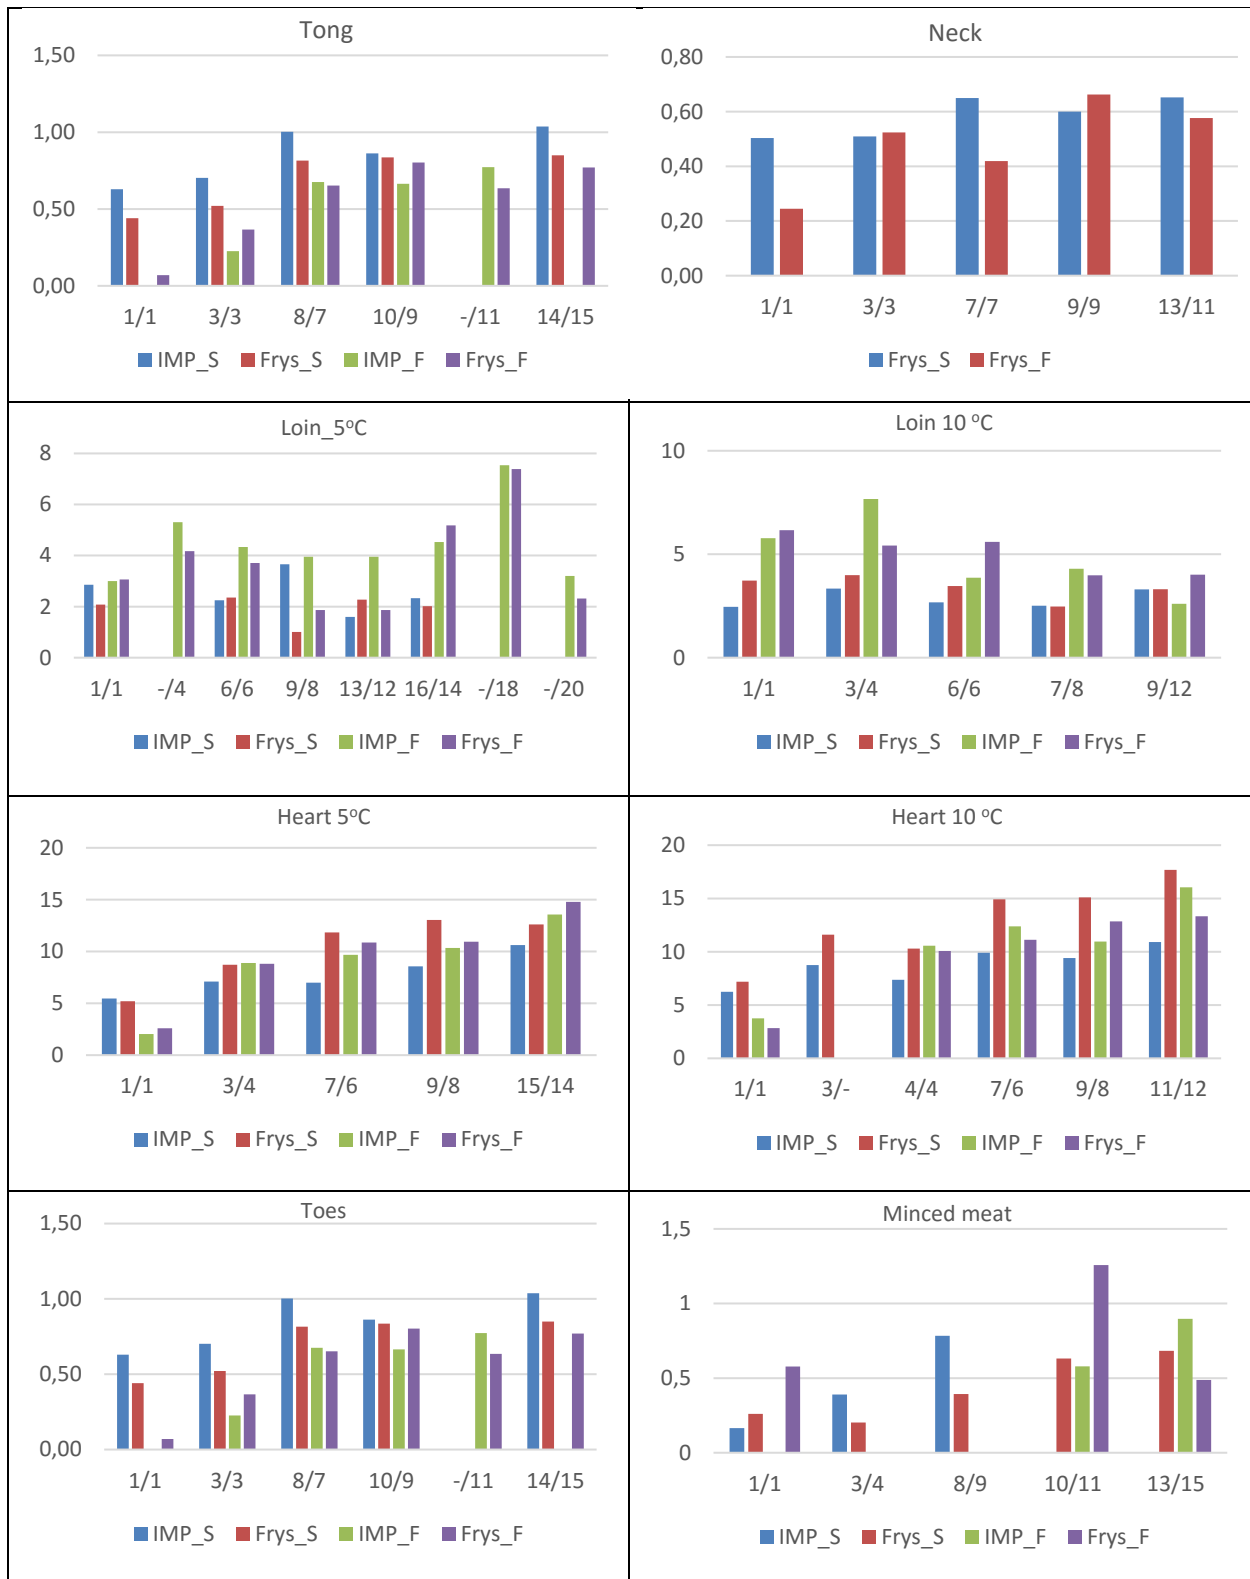 Tong
1,50
1,00
0,50
0,00
1/1 3/3 8/7 10/9 -/11 14/15
IMP_S Frys_S IMP_F Frys_F
Neck
0,80
0,60
0,40
0,20
0,00
1/1 3/3 7/7 9/9 13/11
Frys_S Frys_F
Loin_5°C
8
6
4
2
0
1/1 -/4 6/6 9/8 13/12 16/14 -/18 -/20
IMP_S Frys_S IMP_F Frys_F
Loin 10 °C
10
5
0
1/1 3/4 6/6 7/8 9/12
IMP_S Frys_S IMP_F Frys_F
Heart 5°C
20
15
10
5
0
1/1 3/4 7/6 9/8 15/14
IMP_S Frys_S IMP_F Frys_F
Heart 10 °C
20
15
10
5
0
1/1 3/- 4/4 7/6 9/8 11/12
IMP_S Frys_S IMP_F Frys_F
Toes
1,50
1,00
0,50
0,00
1/1 3/3 8/7 10/9 -/11 14/15
IMP_S Frys_S IMP_F Frys_F
Minced meat
1,5
1
0,5
0
1/1 3/4 8/9 10/11 13/15
IMP_S Frys_S IMP_F Frys_F